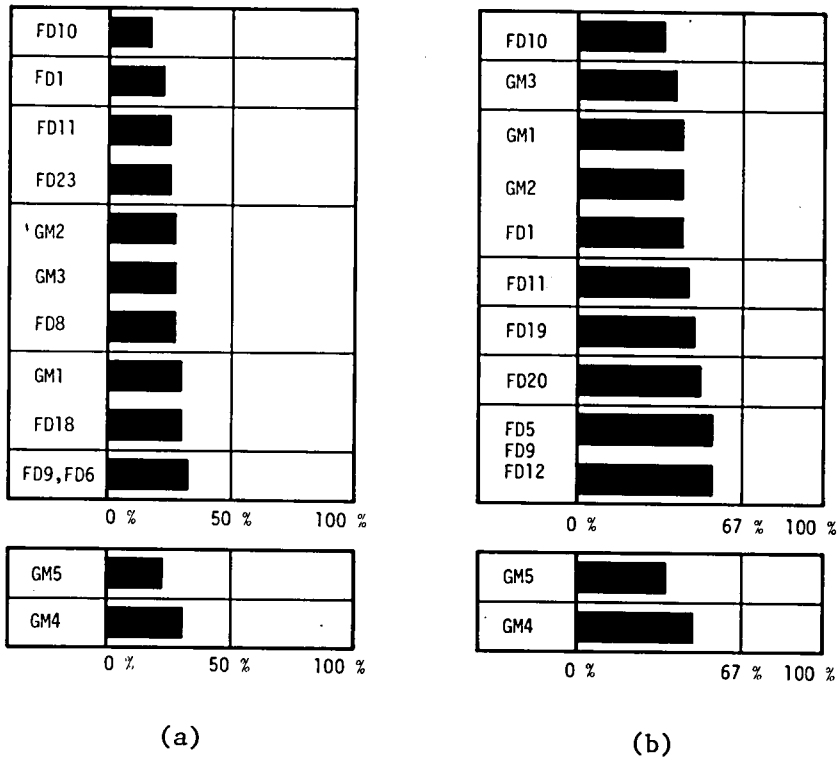 FD10
FD1
FD11
FD23
GM2
GM3
FD8
GM1
FD18
FD9,FD6
0 % 50 % 100 %
GM5
GM4
0 % 50 % 100 %
(a)
FD10
GM3
GM1
GM2
FD1
FD11
FD19
FD20
FD5
FD9
FD12
0 % 67 % 100 %
GM5
GM4
0 % 67 % 100 %
(b)